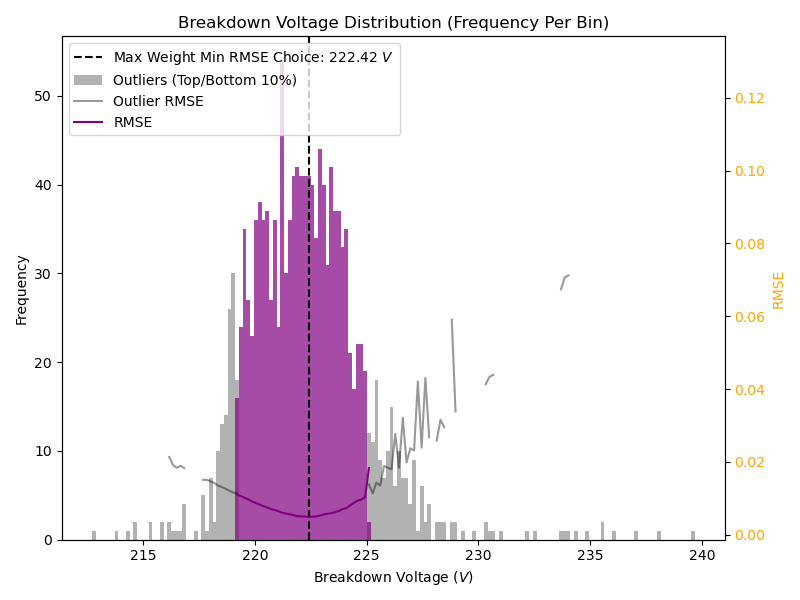 Breakdown Voltage Distribution (Frequency Per Bin)
Max Weight Min RMSE Choice: 222.42 V
Outliers (Top/Bottom 10%)
Outlier RMSE
RMSE
50
40
30
20
10
0
Frequency
0.12
0.10
0.08
0.06
0.04
0.02
0.00
RMSE
215
220
225
230
235
240
Breakdown Voltage (V)